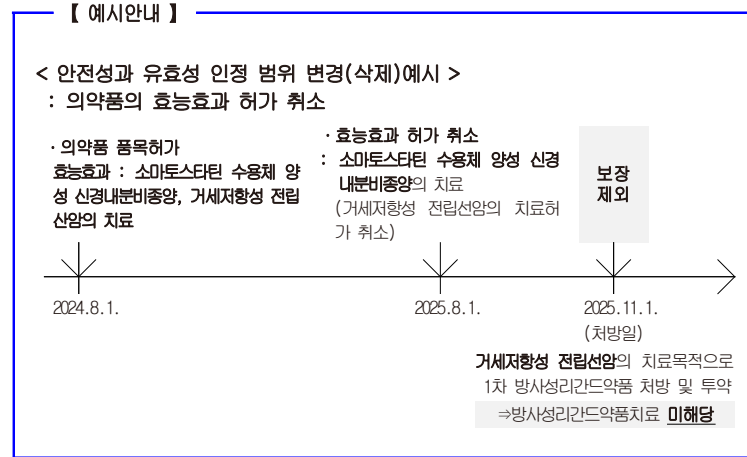 【 예시안내 】
< 안전성과 유효성 인정 범위 변경(삭제)예시 >
: 의약품의 효능효과 허가 취소
· 의약품 품목허가
효능효과 : 소마토스타틴 수용체 양
성 신경내분비종양, 거세저항성 전립
산암의 치료
· 효능효과 허가 취소
: 소마토스타틴 수용체 양성 신경
내분비종양의 치료
(거세저항성 전립선암의 치료허
가 취소)
보장
제외
2024.8.1.
2025.8.1.
2025.11.1.
(처방일)
거세저항성 전립선암의 치료목적으로
1차 방사성리간드약품 처방 및 투약
⇒방사성리간드약품치료 미해당